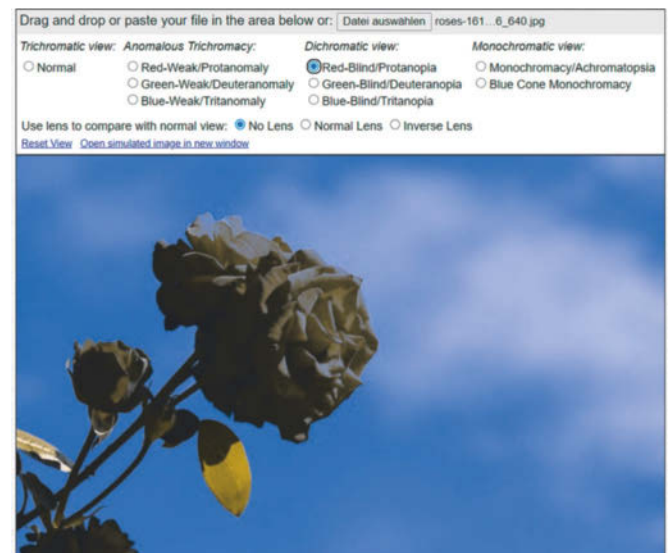 Drag and drop or paste your file in the area below or: Datei auswählen roses-161…6_640.jpg
Trichromatic view: Anomalous Trichromacy: Dichromatic view: Monochromatic view:
Normal Red-Weak/Protanomaly Red-Blind/Protanopia Monochromacy/Achromatopsia
Green-Weak/Deuteranomaly Green-Blind/Deuteranopia Blue Cone Monochromacy
Blue-Weak/Tritanomaly Blue-Blind/Tritanopia
Use lens to compare with normal view: No Lens Normal Lens Inverse Lens
Reset View Open simulated image in new window